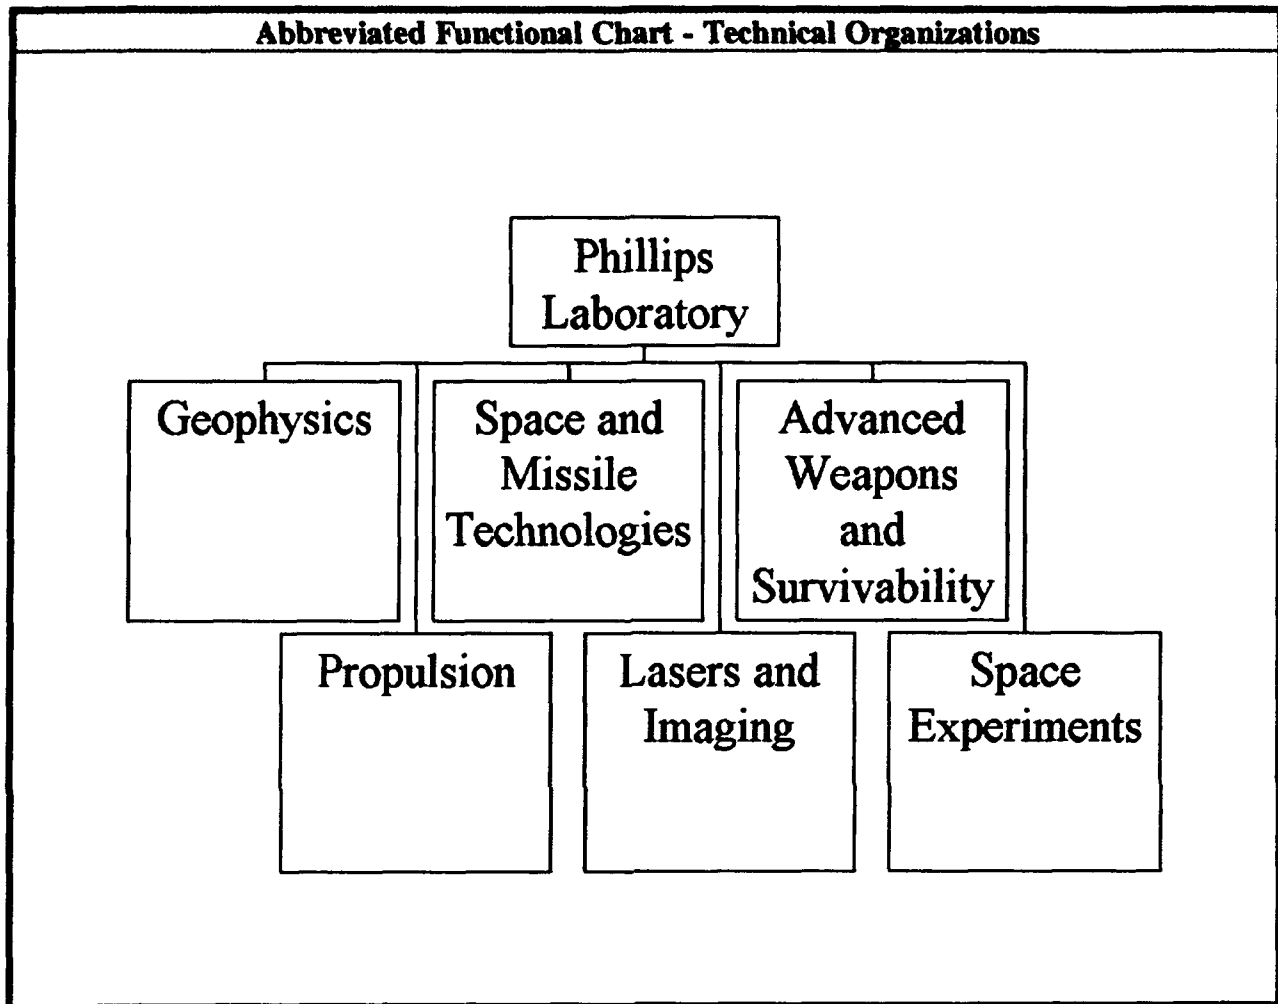 Abbreviated Functional Chart - Technical Organizations
Phillips
Laboratory
Geophysics
Space and
Missile
Technologies
Advanced
Weapons
and
Survivability
Propulsion
Lasers and
Imaging
Space
Experiments